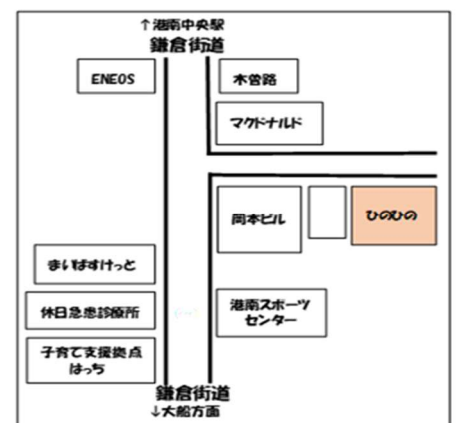 ↑港南中央駅
鎌倉街道
ENEOS
木曽路
マクドナルド
岡本ビル
ひのひの
まいばすけっと
休日急患診療所
港南スポーツ
センター
子育て支援拠点
はっち
鎌倉街道
↓大船方面